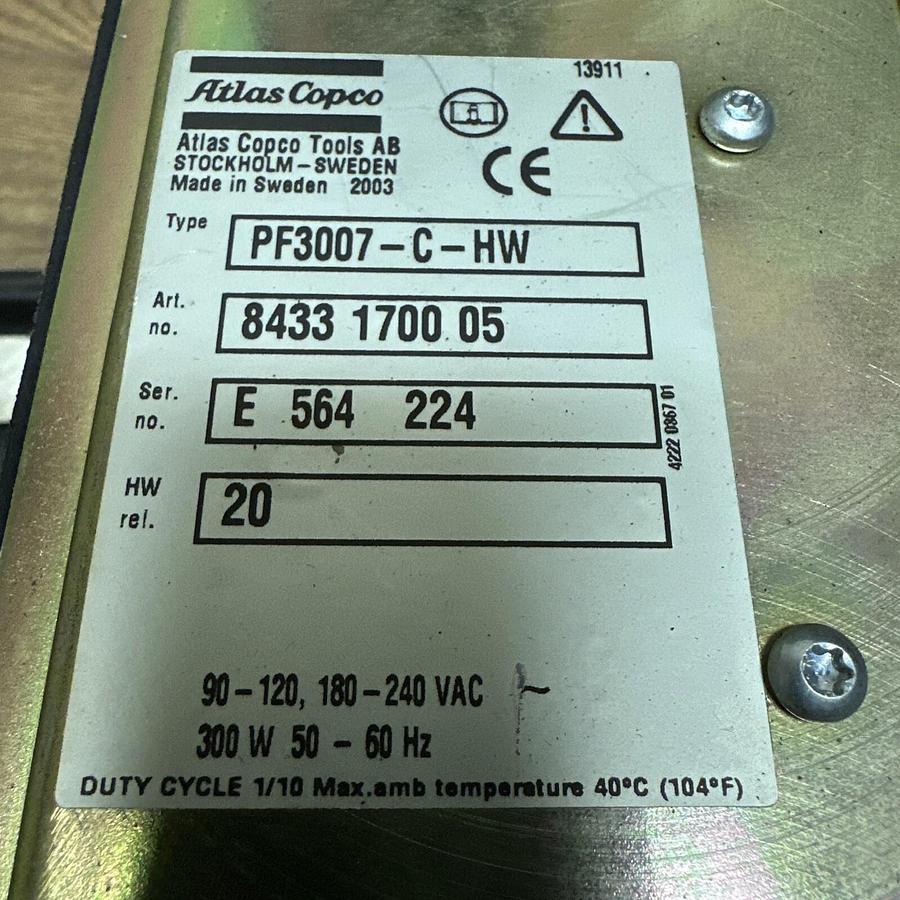 13911
Atlas Copco
Atlas Copco Tools AB
STOCKHOLM – SWEDEN
Made in Sweden 2003
CE
Type PF3007 – C – HW
Art. no. 8433 1700 05
Ser. no. E 564 224
4222 0367 01
HW rel. 20
90 – 120, 180 – 240 VAC ~
300 W 50 – 60 Hz
DUTY CYCLE 1/10 Max.amb temperature 40°C (104°F)